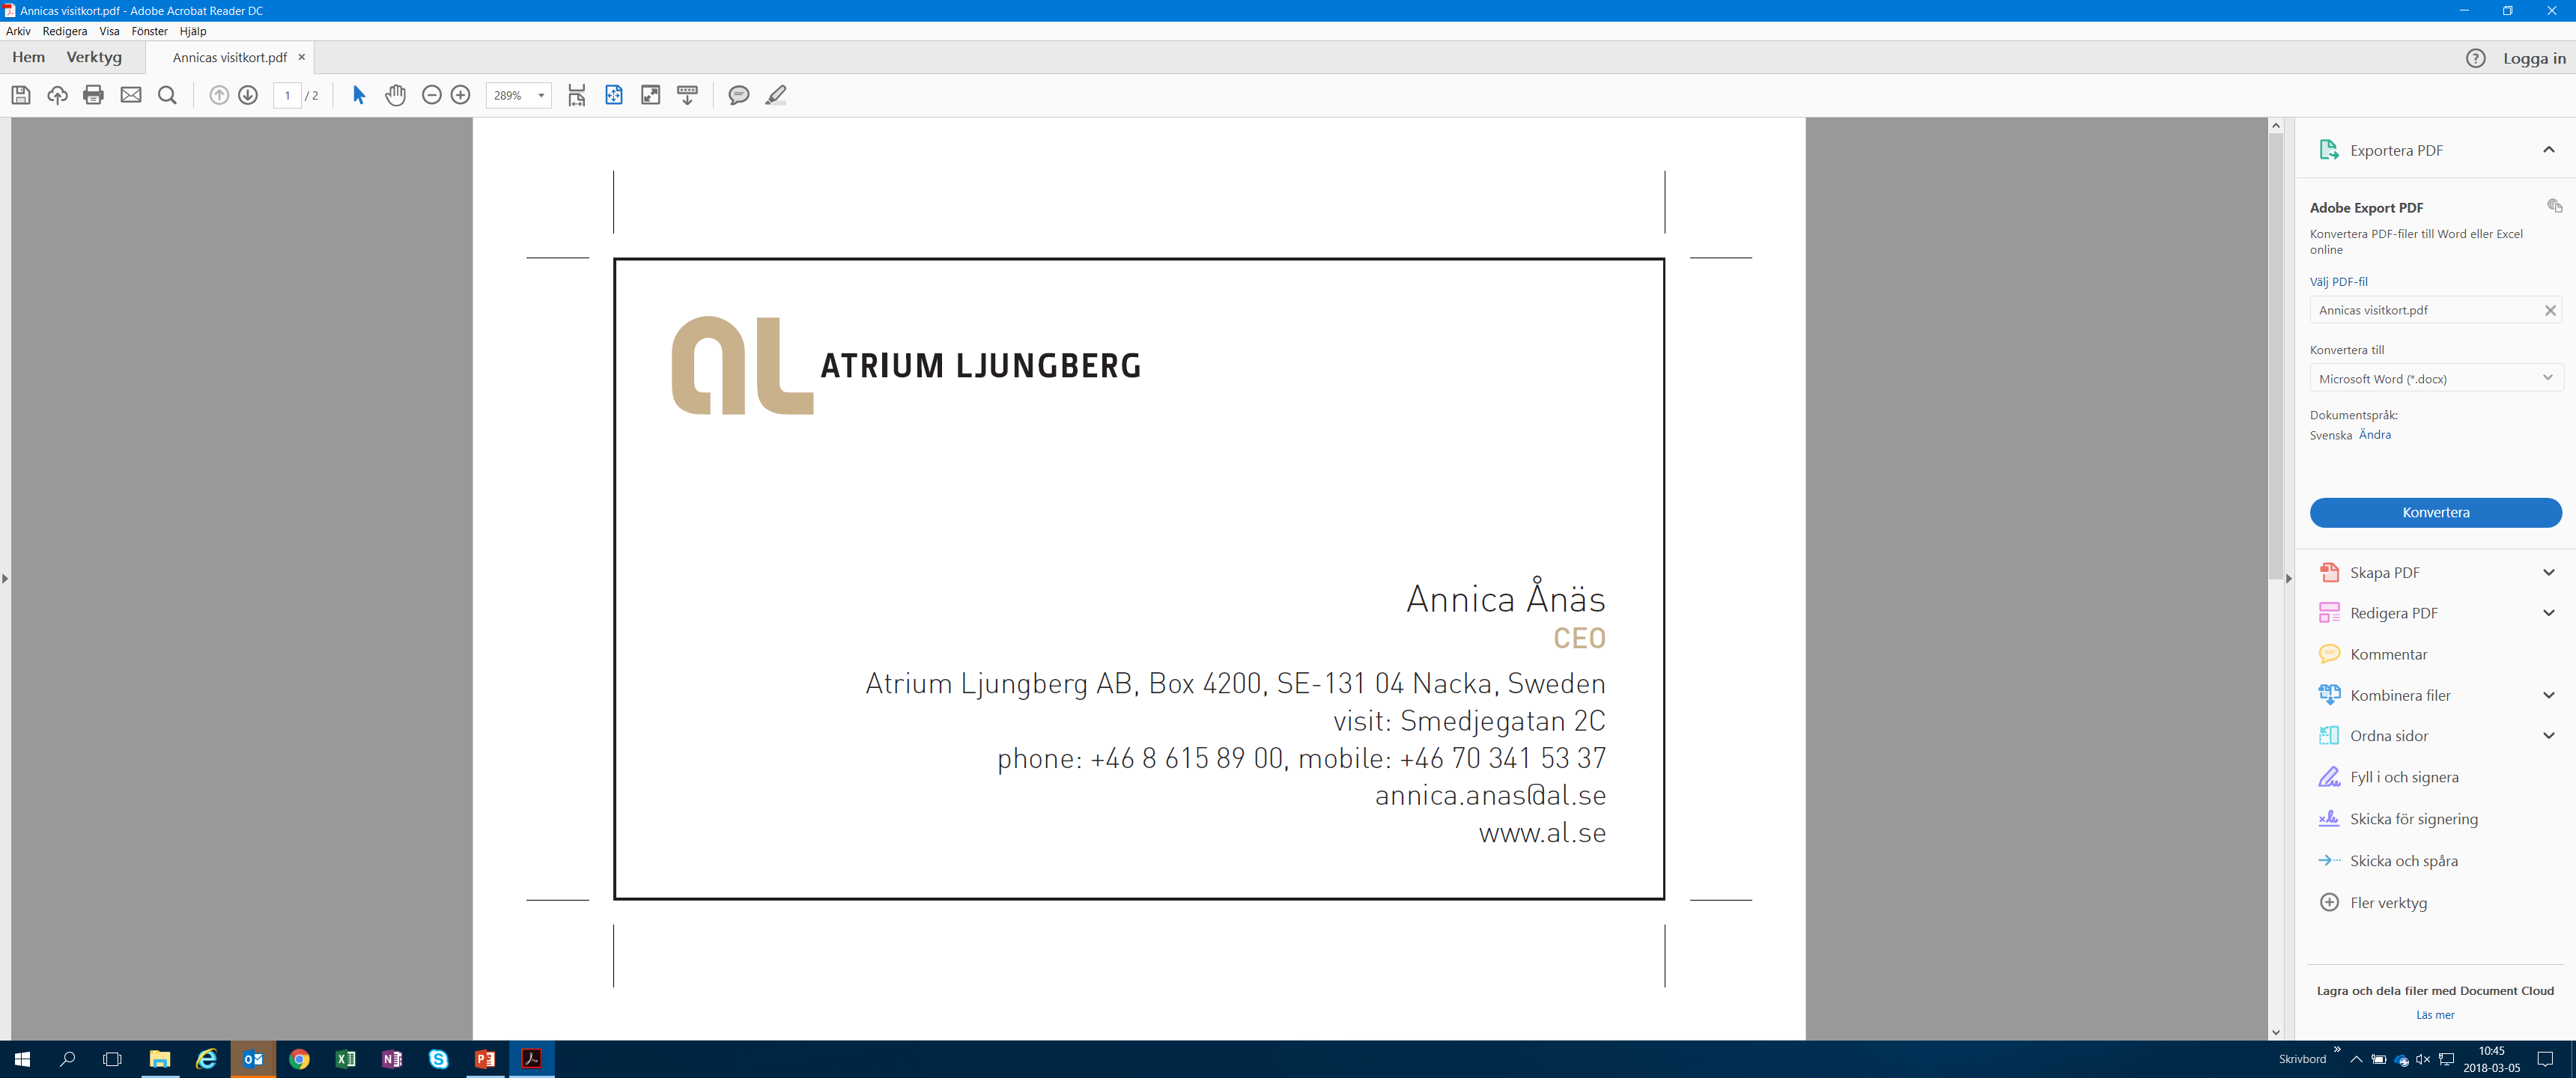 Annicas visitkort.pdf - Adobe Acrobat Reader DC
Arkiv Redigera Visa Fönster Hjälp
Hem Verktyg Annicas visitkort.pdf × Logga in
1 / 2 289%
AL ATRIUM LJUNGBERG
Annica Ånäs
CEO
Atrium Ljungberg AB, Box 4200, SE-131 04 Nacka, Sweden
visit: Smedjegatan 2C
phone: +46 8 615 89 00, mobile: +46 70 341 53 37
annica.anas@al.se
www.al.se
Exportera PDF
Adobe Export PDF
Konvertera PDF-filer till Word eller Excel
online
Välj PDF-fil
Annicas visitkort.pdf
Konvertera till
Microsoft Word (*.docx)
Dokumentspråk:
Svenska Ändra
Konvertera
Skapa PDF
Redigera PDF
Kommentar
Kombinera filer
Ordna sidor
Fyll i och signera
Skicka för signering
Skicka och spåra
Fler verktyg
Lagra och dela filer med Document Cloud
Läs mer
Skrivbord
10:45
2018-03-05